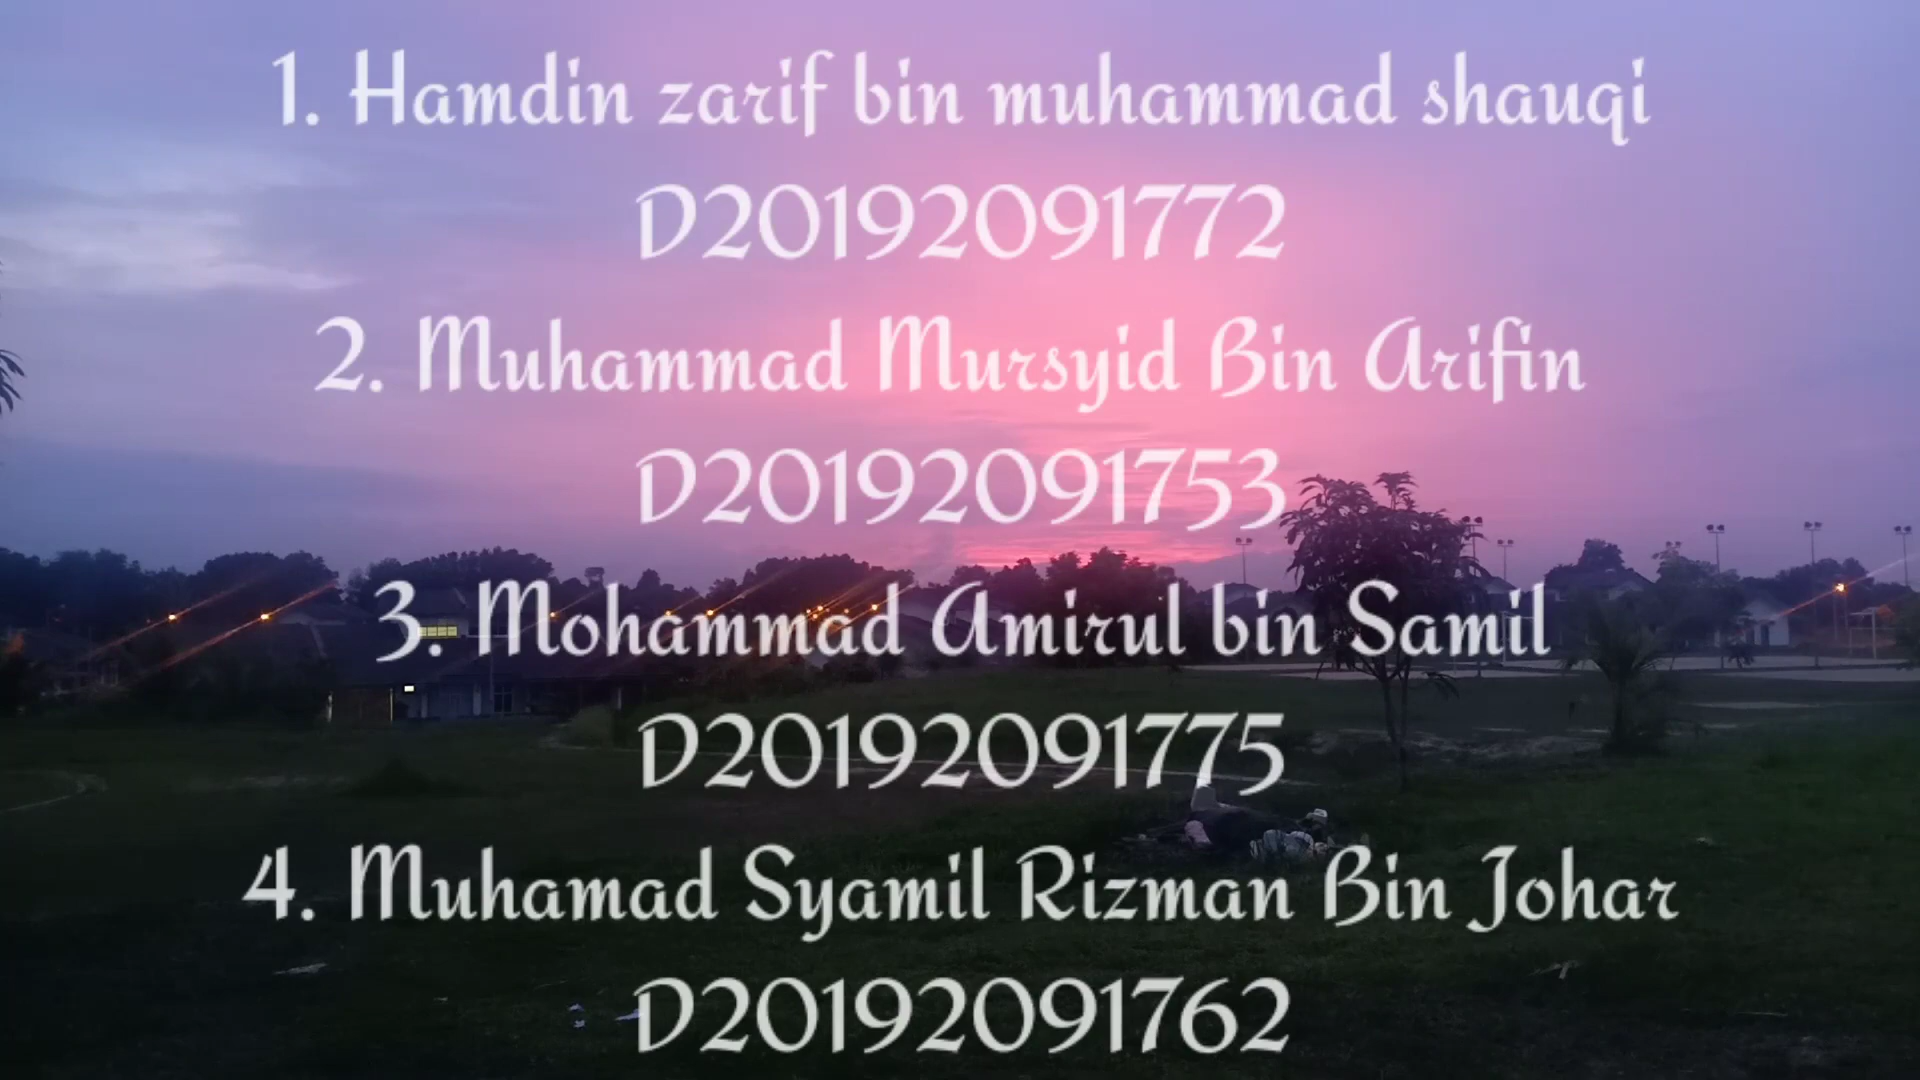 1. Hamdin zarif bin muhammad shauqi
D20192091772
2. Muhammad Mursyid Bin Arifin
D20192091753
3. Mohammad Amirul bin Samil
D20192091775
4. Muhamad Syamil Rizman Bin Johar
D20192091762